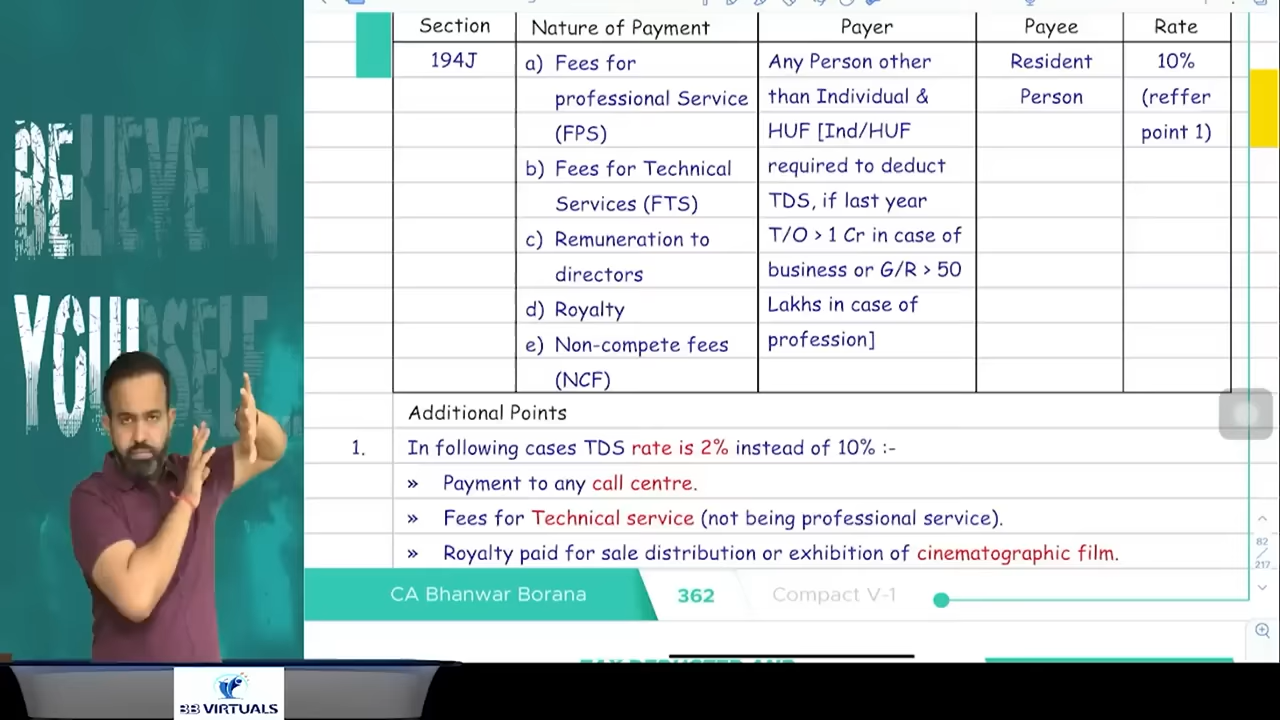 BELIEVE IN
YOURSELF
Section
Nature of Payment
Payer
Payee
Rate
194J
a) Fees for
professional Service
(FPS)
b) Fees for Technical
Services (FTS)
c) Remuneration to
directors
d) Royalty
e) Non-compete fees
(NCF)
Any Person other
than Individual &
HUF [Ind/HUF
required to deduct
TDS, if last year
T/O > 1 Cr in case of
business or G/R > 50
Lakhs in case of
profession]
Resident
Person
10%
(reffer
point 1)
Additional Points
1. In following cases TDS rate is 2% instead of 10% :-
» Payment to any call centre.
» Fees for Technical service (not being professional service).
» Royalty paid for sale distribution or exhibition of cinematographic film.
82
217
CA Bhanwar Borana 362 Compact V-1
BB VIRTUALS